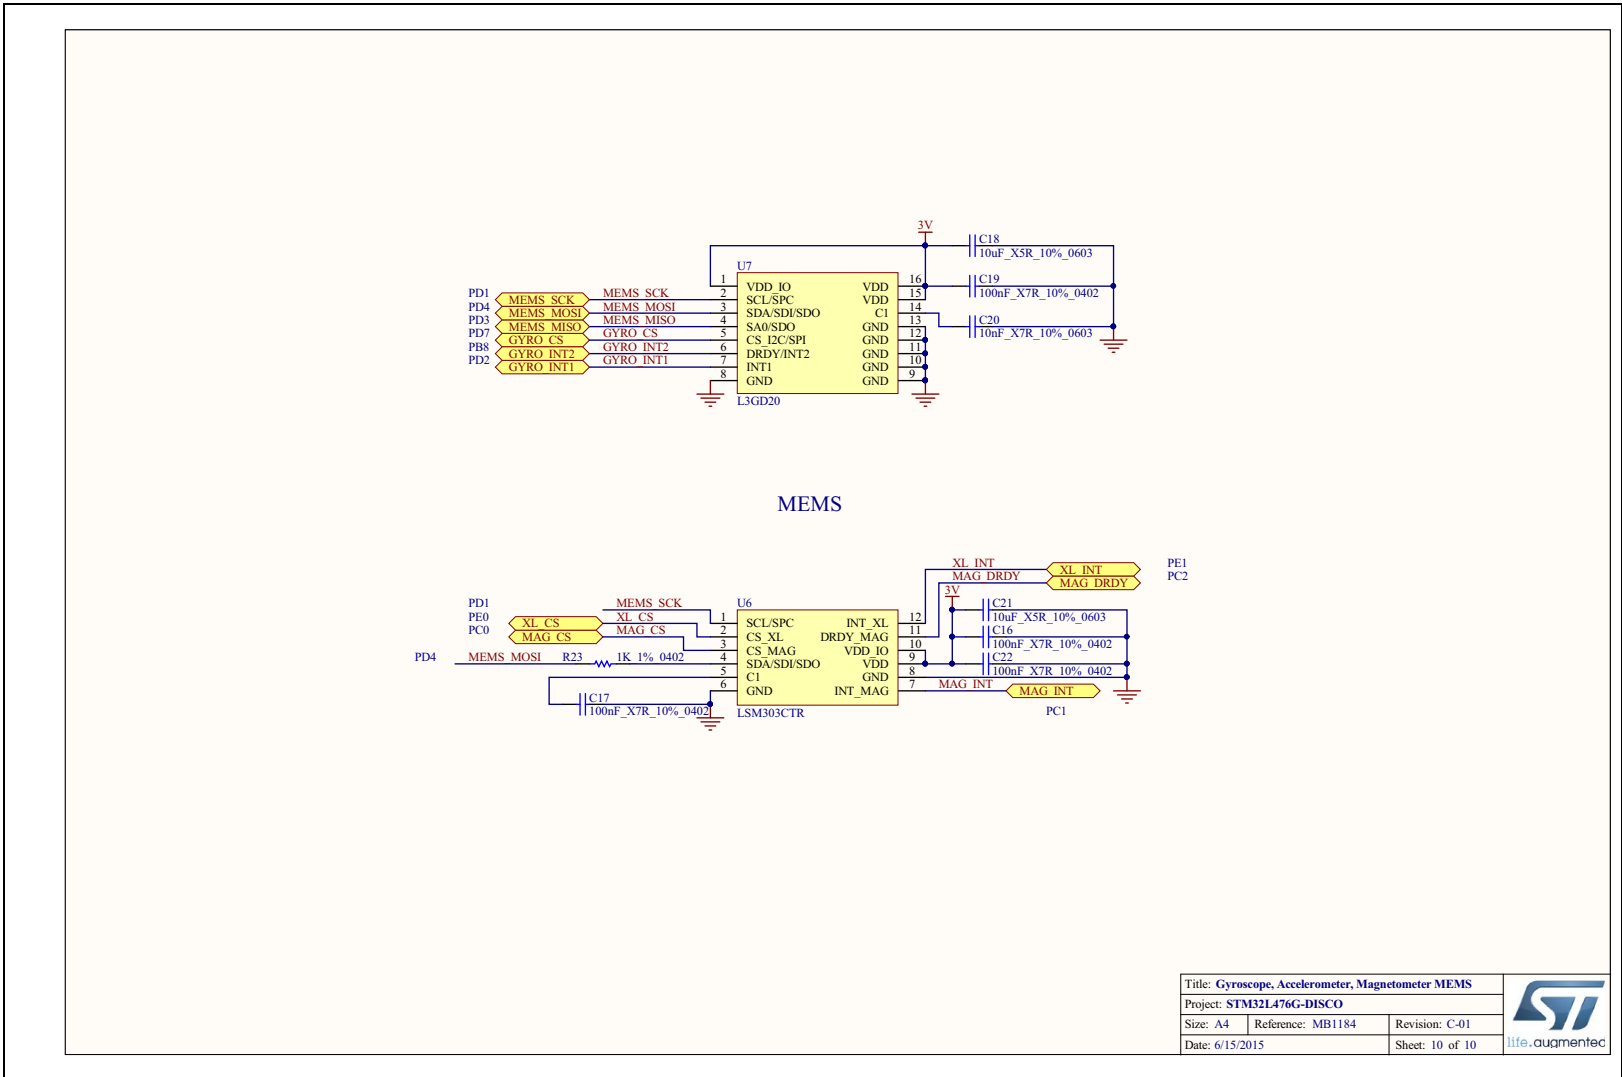 3V
C18
10uF_X5R_10%_0603
U7
1 VDD_IO VDD 16
C19
100nF_X7R_10%_0402
PD1 MEMS_SCK MEMS_SCK 2 SCL/SPC VDD 15
PD4 MEMS_MOSI MEMS_MOSI 3 SDA/SDI/SDO C1 14
PD3 MEMS_MISO MEMS_MISO 4 SA0/SDO GND 13
C20
10nF_X7R_10%_0603
PD7 GYRO_CS GYRO_CS 5 CS_I2C/SPI GND 12
PB8 GYRO_INT2 GYRO_INT2 6 DRDY/INT2 GND 11
PD2 GYRO_INT1 GYRO_INT1 7 INT1 GND 10
8 GND GND 9
L3GD20
MEMS
XL_INT XL_INT PE1
MAG_DRDY MAG_DRDY PC2
3V
PD1 MEMS_SCK U6 C21
10uF_X5R_10%_0603
PE0 XL_CS XL_CS 1 SCL/SPC INT_XL 12
PC0 MAG_CS MAG_CS 2 CS_XL DRDY_MAG 11
C16
100nF_X7R_10%_0402
3 CS_MAG VDD_IO 10
PD4 MEMS_MOSI R23 1K_1%_0402 4 SDA/SDI/SDO VDD 9
C22
100nF_X7R_10%_0402
5 C1 GND 8
6 GND INT_MAG 7 MAG_INT MAG_INT
C17
100nF_X7R_10%_0402
LSM303CTR
PC1
Title: Gyroscope, Accelerometer, Magnetometer MEMS
Project: STM32L476G-DISCO
Size: A4 Reference: MB1184 Revision: C-01
Date: 6/15/2015 Sheet: 10 of 10
life.augmented